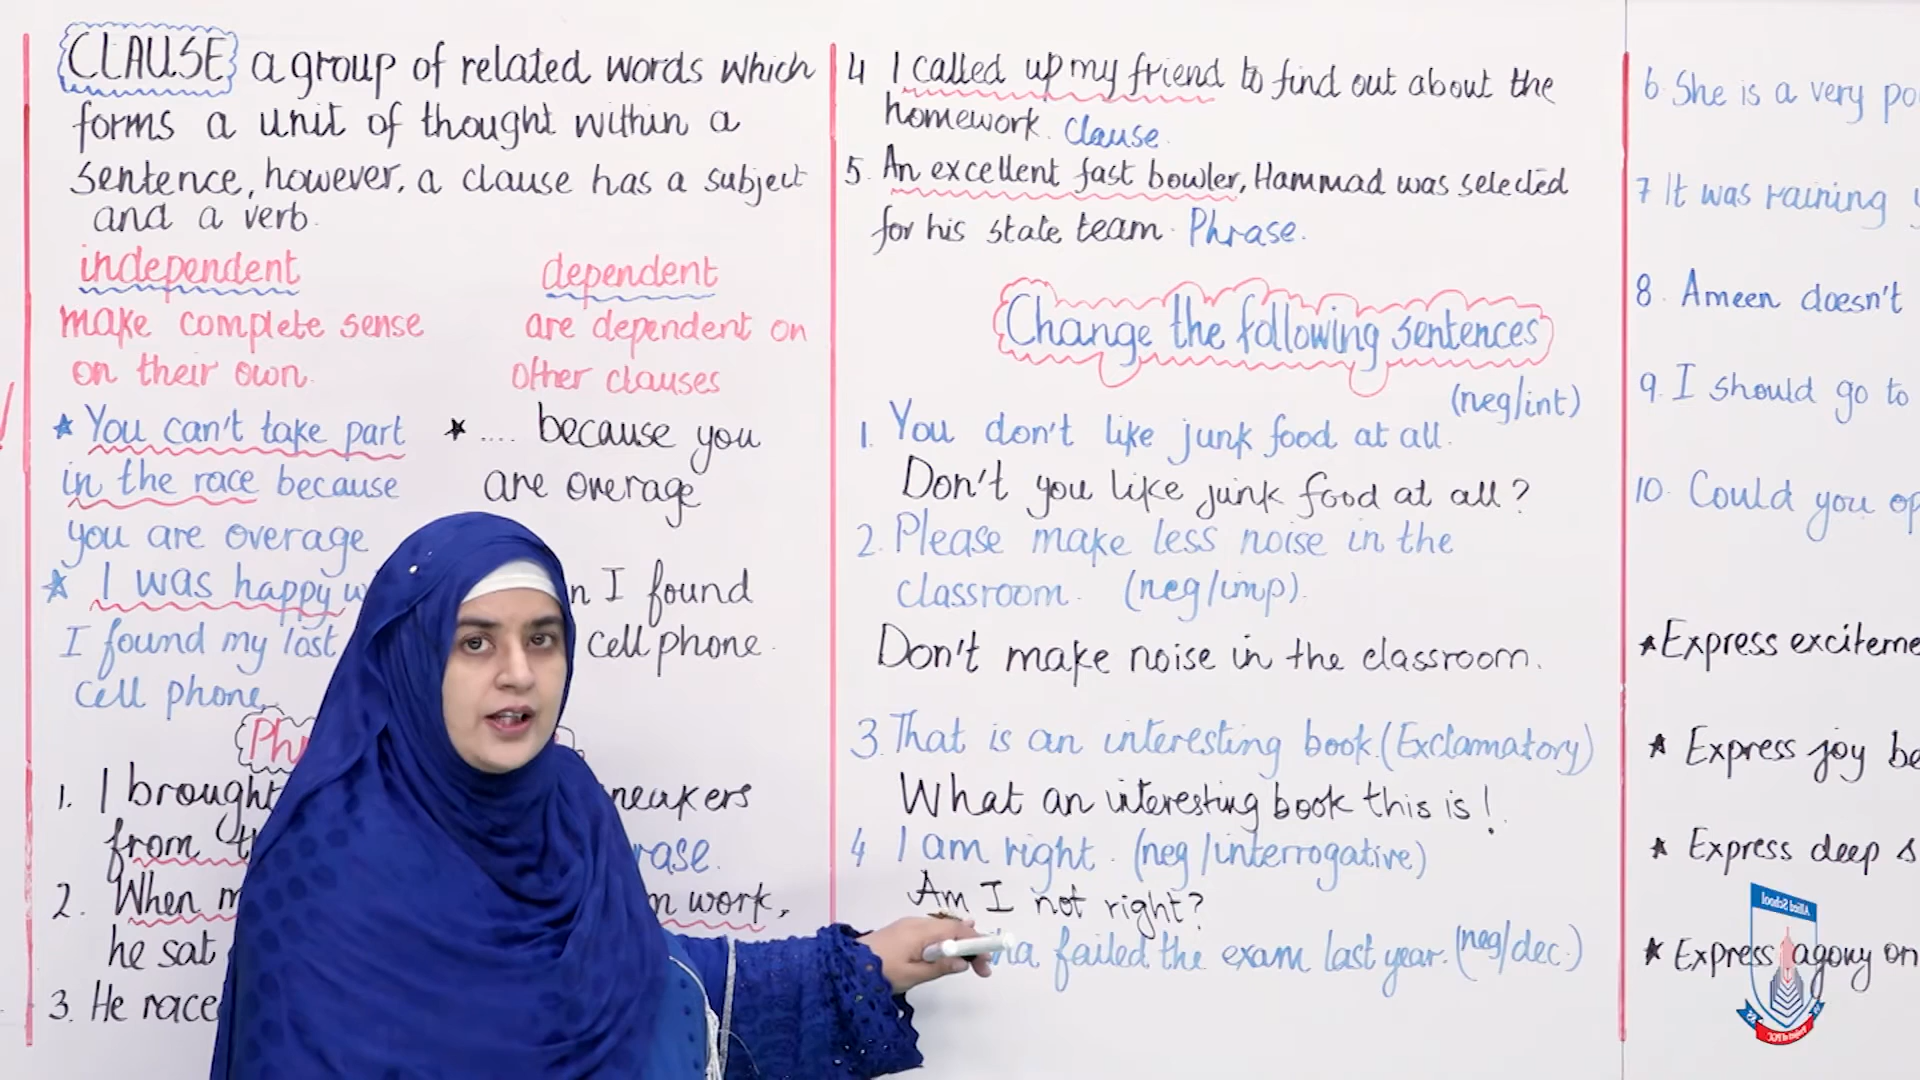 CLAUSE a group of related words which
forms a unit of thought within a
sentence, however, a clause has a subject
and a verb.
independent
make complete sense
on their own.
dependent
are dependent on
other clauses
★ You can't take part
in the race because
you are overage
★ .... because you
are overage
★ I was happy
I found my lost
cell phone.
n I found
cell phone.
1. I brought
neakers
from
rase.
2. When
work,
he sat
3. He race
4 I called up my friend to find out about the
homework. Clause.
5. An excellent fast bowler, Hammad was selected
for his state team. Phrase.
Change the following sentences
(neg/int)
1. You don't like junk food at all.
Don't you like junk food at all?
2. Please make less noise in the
classroom. (neg/imp).
Don't make noise in the classroom.
3. That is an interesting book. (Exclamatory)
What an interesting book this is!
4 I am right. (neg/interrogative)
Am I not right?
failed the exam last year. (neg/dec.)
6. She is a very po
7 It was raining
8. Ameen doesn't
9. I should go to
10. Could you op
★ Express exciteme
★ Express joy be
★ Express deep s
★ Express agony on
Allied School
Project of PGC